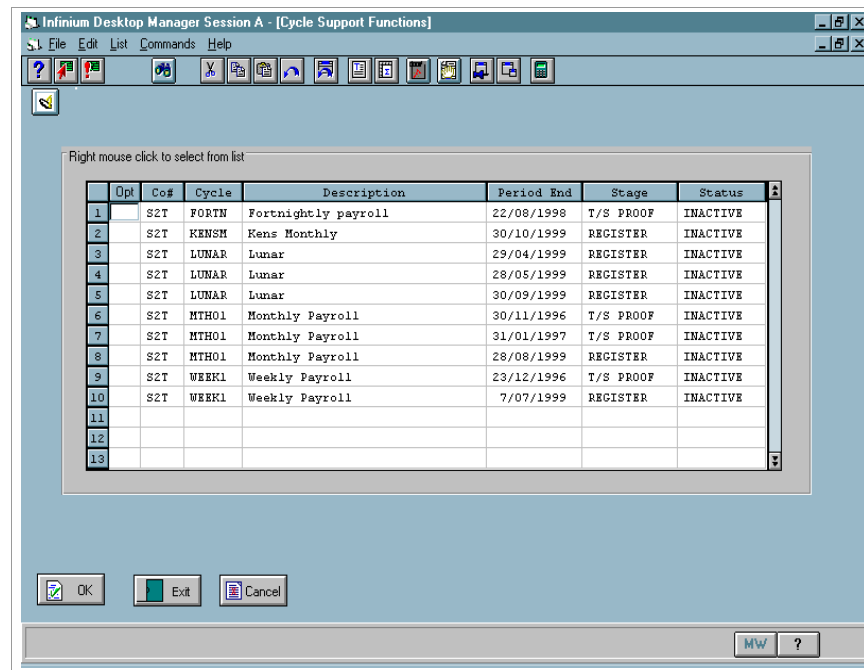 Infinium Desktop Manager Session A - [Cycle Support Functions]
File Edit List Commands Help
Right mouse click to select from list
Opt Co# Cycle Description Period End Stage Status
1 S2T FORTN Fortnightly payroll 22/08/1998 T/S PROOF INACTIVE
2 S2T KENSM Kens Monthly 30/10/1999 REGISTER INACTIVE
3 S2T LUNAR Lunar 29/04/1999 REGISTER INACTIVE
4 S2T LUNAR Lunar 28/05/1999 REGISTER INACTIVE
5 S2T LUNAR Lunar 30/09/1999 REGISTER INACTIVE
6 S2T MTH01 Monthly Payroll 30/11/1996 T/S PROOF INACTIVE
7 S2T MTH01 Monthly Payroll 31/01/1997 T/S PROOF INACTIVE
8 S2T MTH01 Monthly Payroll 28/08/1999 REGISTER INACTIVE
9 S2T WEEK1 Weekly Payroll 23/12/1996 T/S PROOF INACTIVE
10 S2T WEEK1 Weekly Payroll 7/07/1999 REGISTER INACTIVE
11
12
13
OK Exit Cancel
MW ?